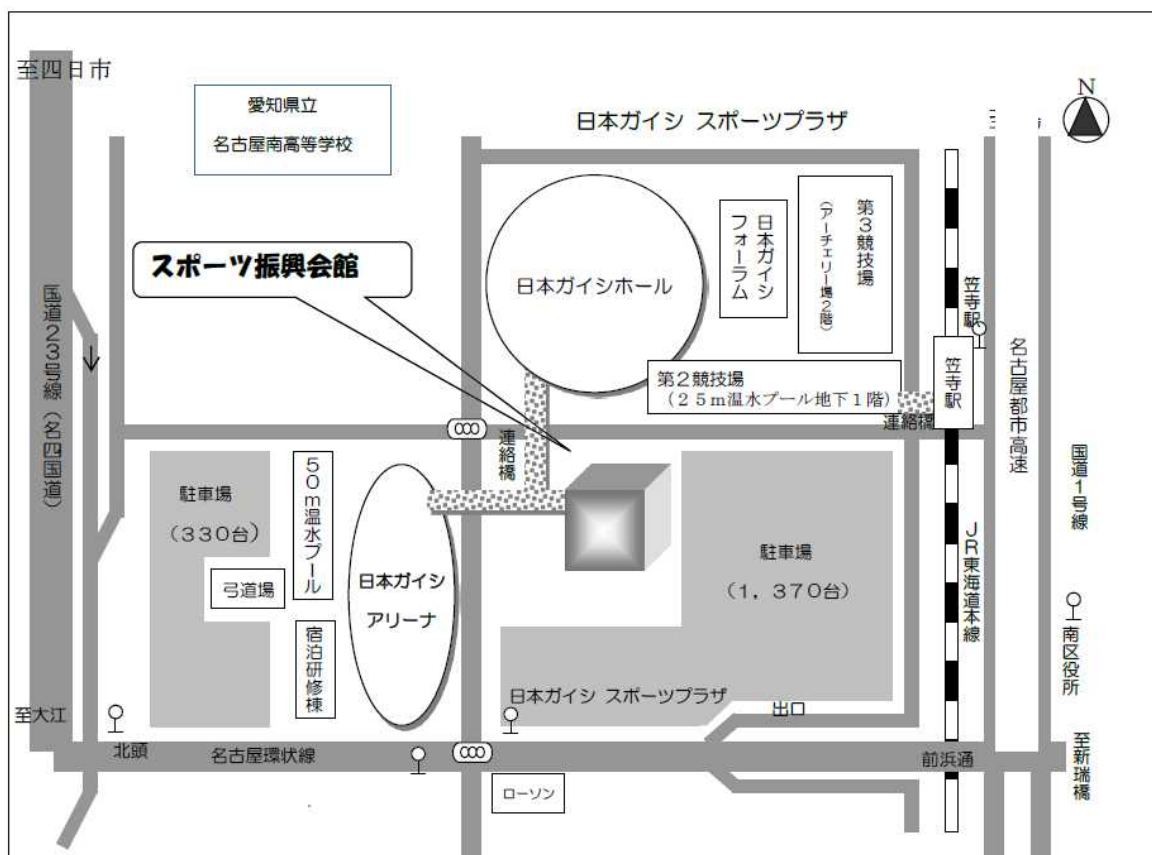 至四日市
愛知県立
名古屋南高等学校
日本ガイシ スポーツプラザ
N
スポーツ振興会館
日本ガイシホール
日本ガイシ
フォーラム
第3競技場
（アーチェリー場2階）
笠寺駅
笠寺駅
国道23号線（名四国道）
名古屋都市高速
第2競技場
（25m温水プール地下1階）
連絡橋
連絡橋
国道1号線
駐車場
（330台）
50m温水プール
弓道場
日本ガイシ
アリーナ
宿泊研修棟
駐車場
（1，370台）
JR東海道本線
南区役所
日本ガイシ スポーツプラザ
出口
至大江
北頭
名古屋環状線
前浜通
至新瑞橋
ローソン